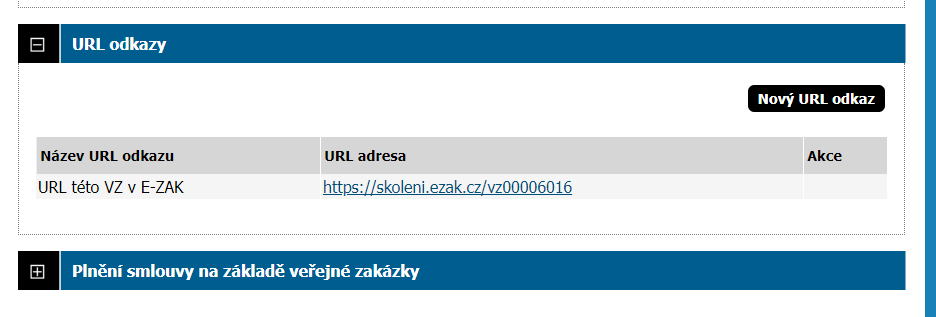 URL odkazy
Nový URL odkaz
Název URL odkazu URL adresa Akce
URL této VZ v E-ZAK https://skoleni.ezak.cz/vz00006016
Plnění smlouvy na základě veřejné zakázky